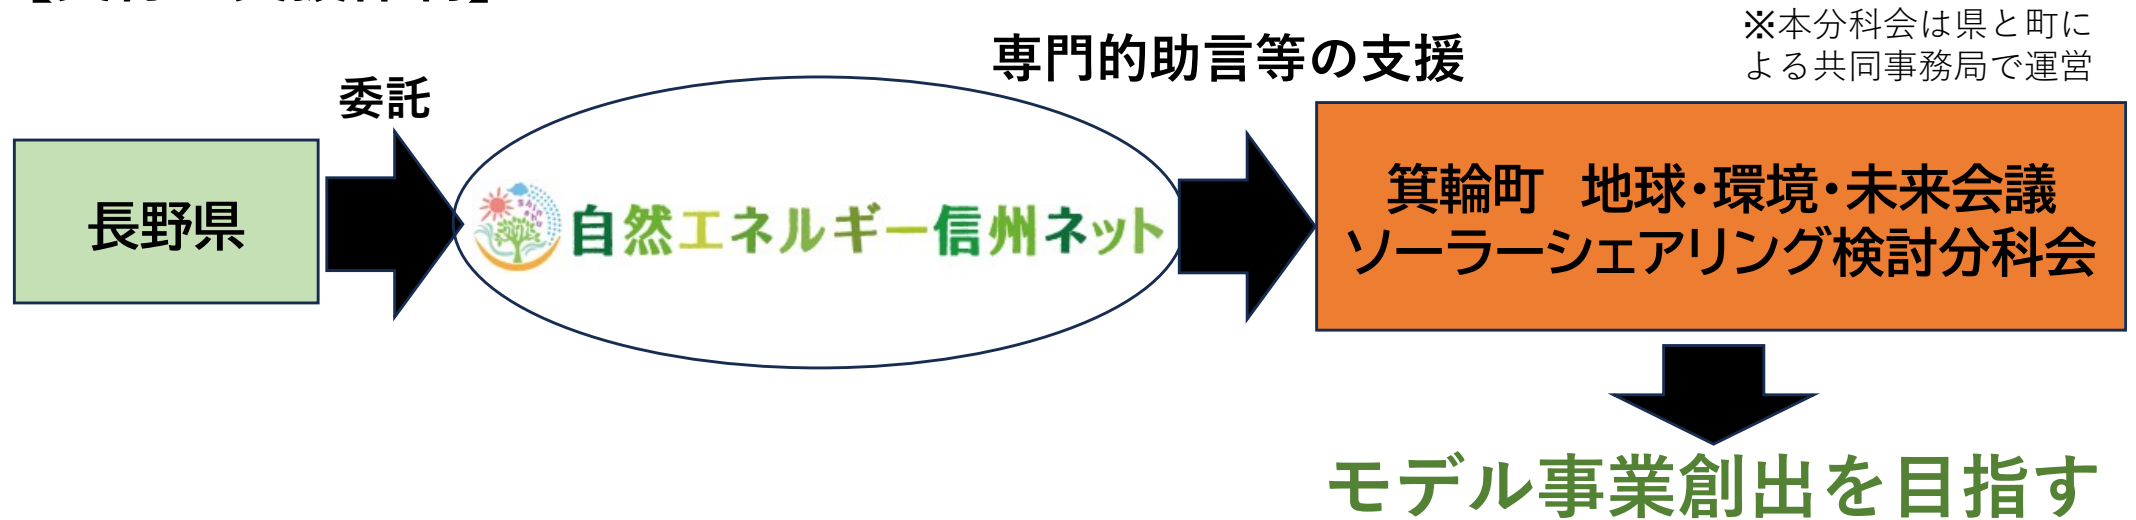 専門的助言等の支援
※本分科会は県と町に
よる共同事務局で運営
委託
長野県
自然エネルギー信州ネット
箕輪町 地球・環境・未来会議
ソーラーシェアリング検討分科会
モデル事業創出を目指す